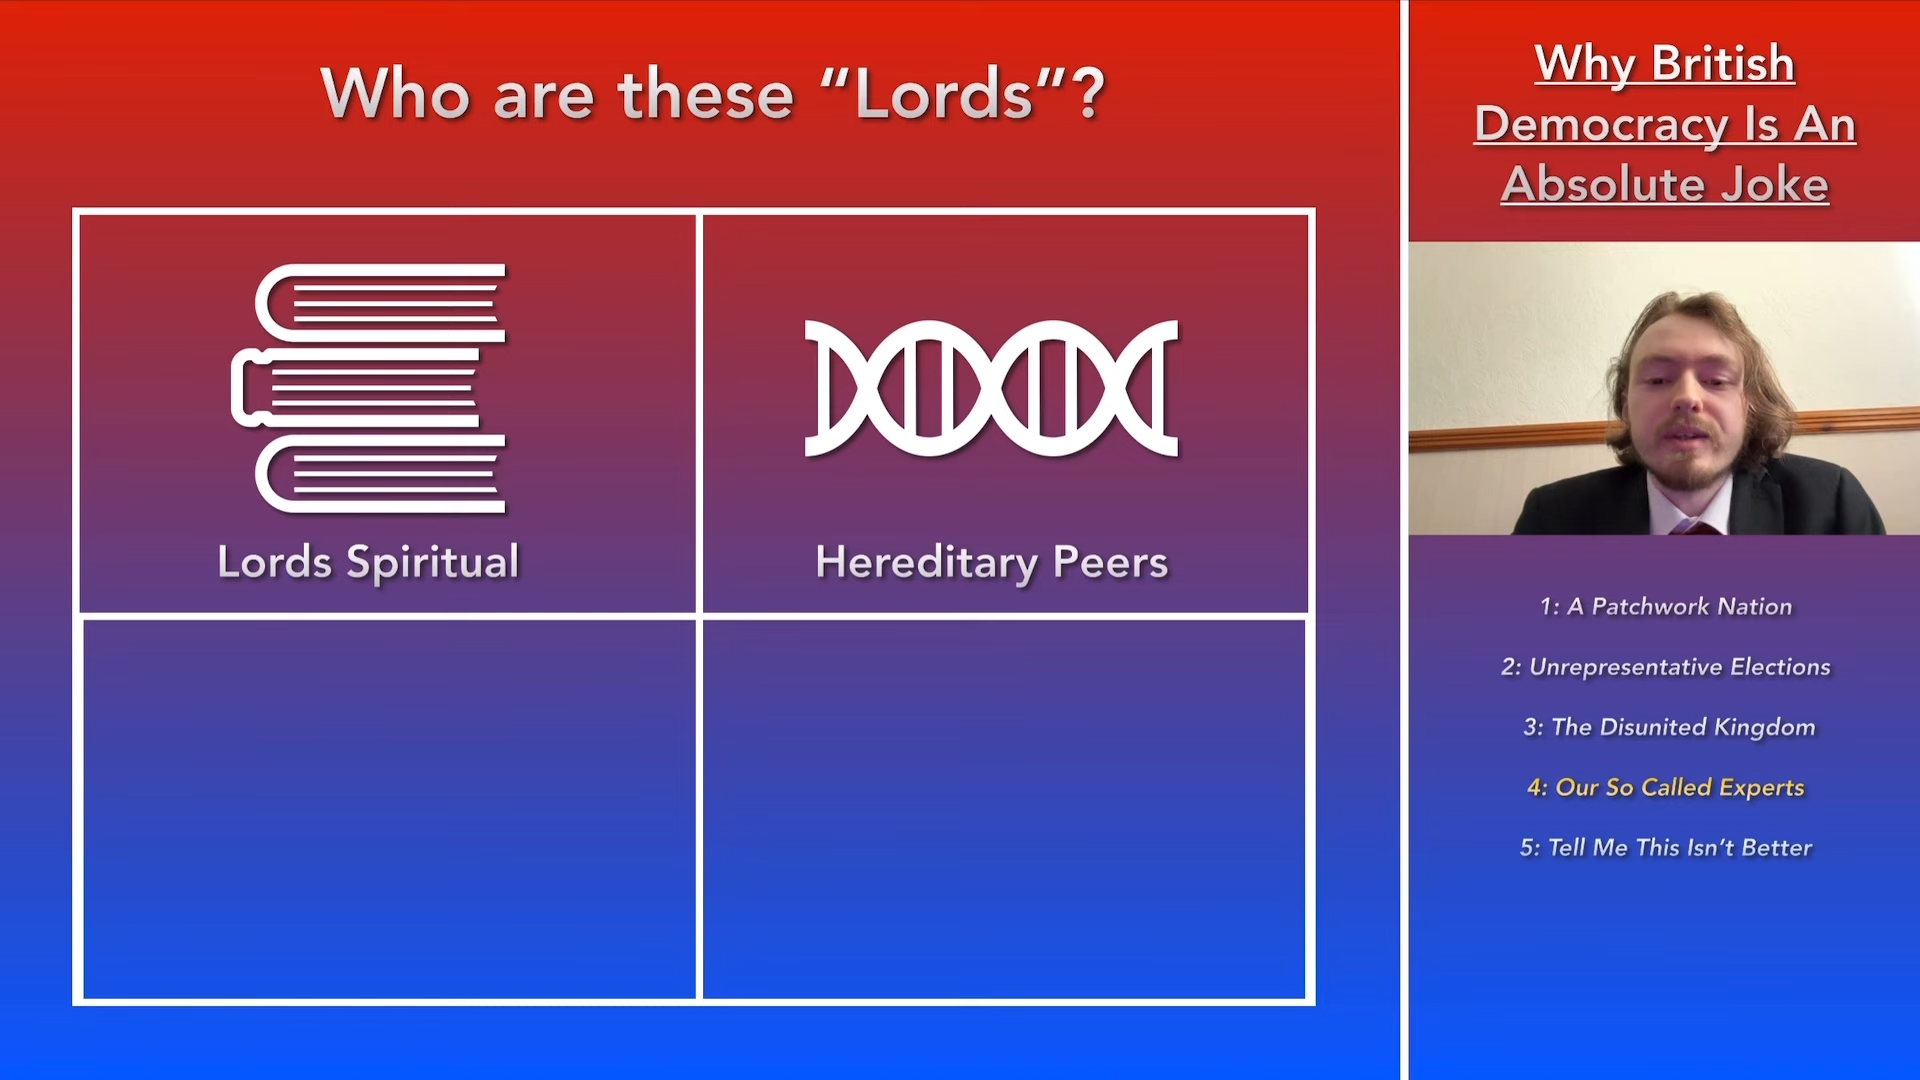 Who are these “Lords”?
Lords Spiritual
Hereditary Peers
Why British
Democracy Is An
Absolute Joke
1: A Patchwork Nation
2: Unrepresentative Elections
3: The Disunited Kingdom
4: Our So Called Experts
5: Tell Me This Isn’t Better